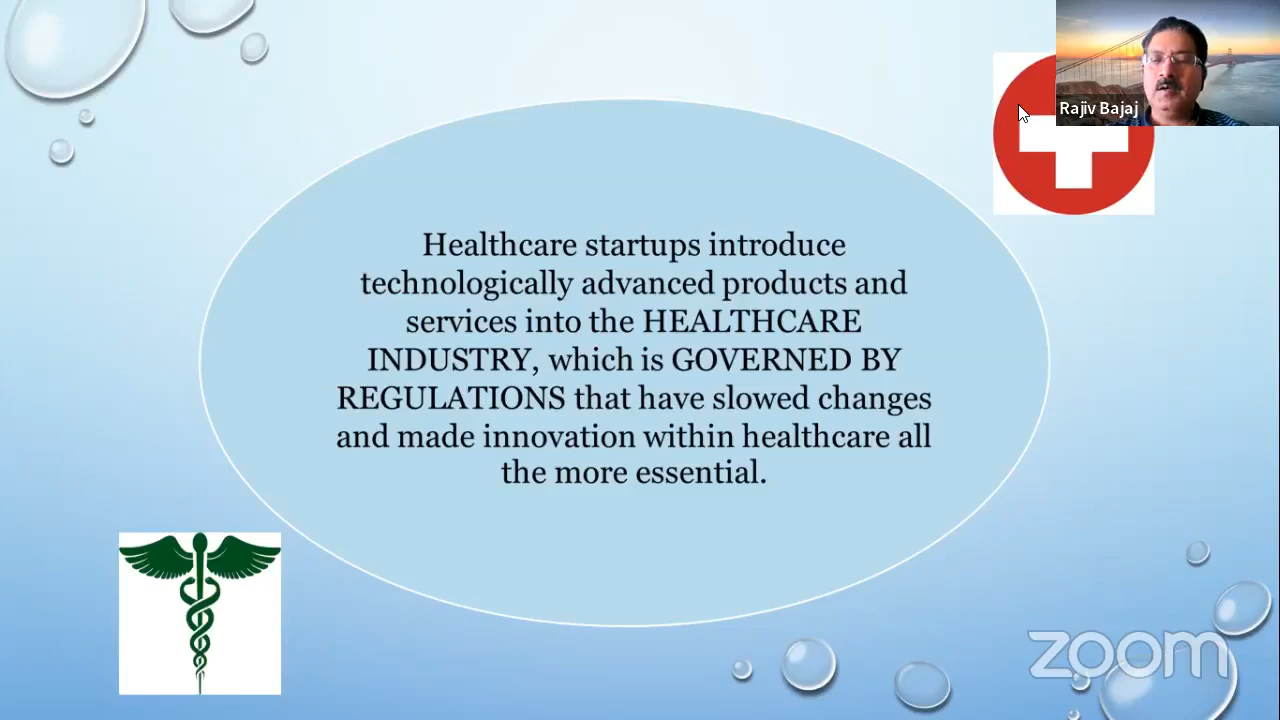 Rajiv Bajaj
Healthcare startups introduce
technologically advanced products and
services into the HEALTHCARE
INDUSTRY, which is GOVERNED BY
REGULATIONS that have slowed changes
and made innovation within healthcare all
the more essential.
zoom